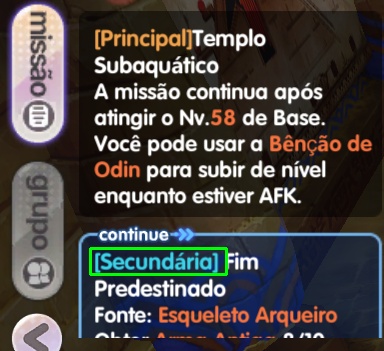 missão
[Principal]Templo
Subaquático
A missão continua após
atingir o Nv.58 de Base.
Você pode usar a Bênção de
Odin para subir de nível
enquanto estiver AFK.
grupo
continue
[Secundária] Fim
Predestinado
Fonte: Esqueleto Arqueiro